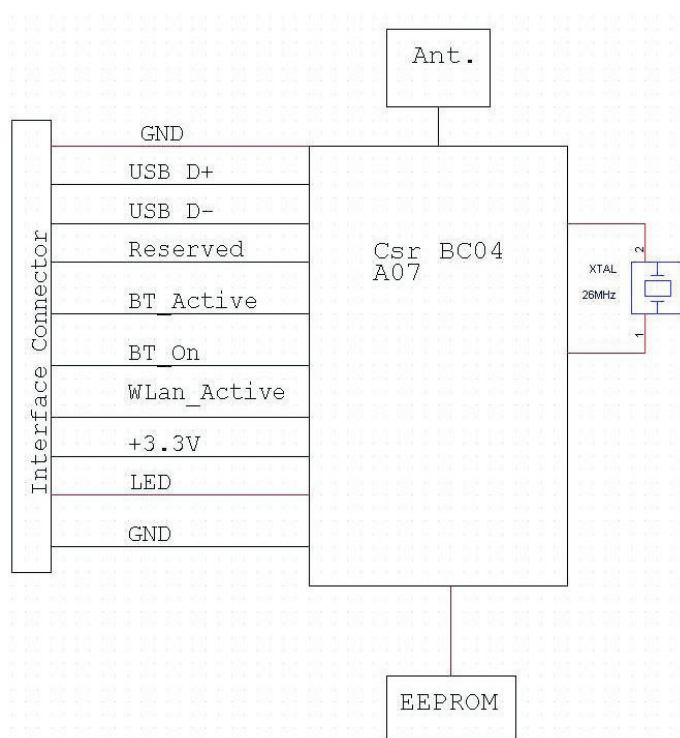 Ant.
GND
USB D+
USB D-
Reserved
BT_Active
BT_On
WLan_Active
+3.3V
LED
GND
Interface Connector
Csr BC04
A07
XTAL
26MHz
2
1
EEPROM